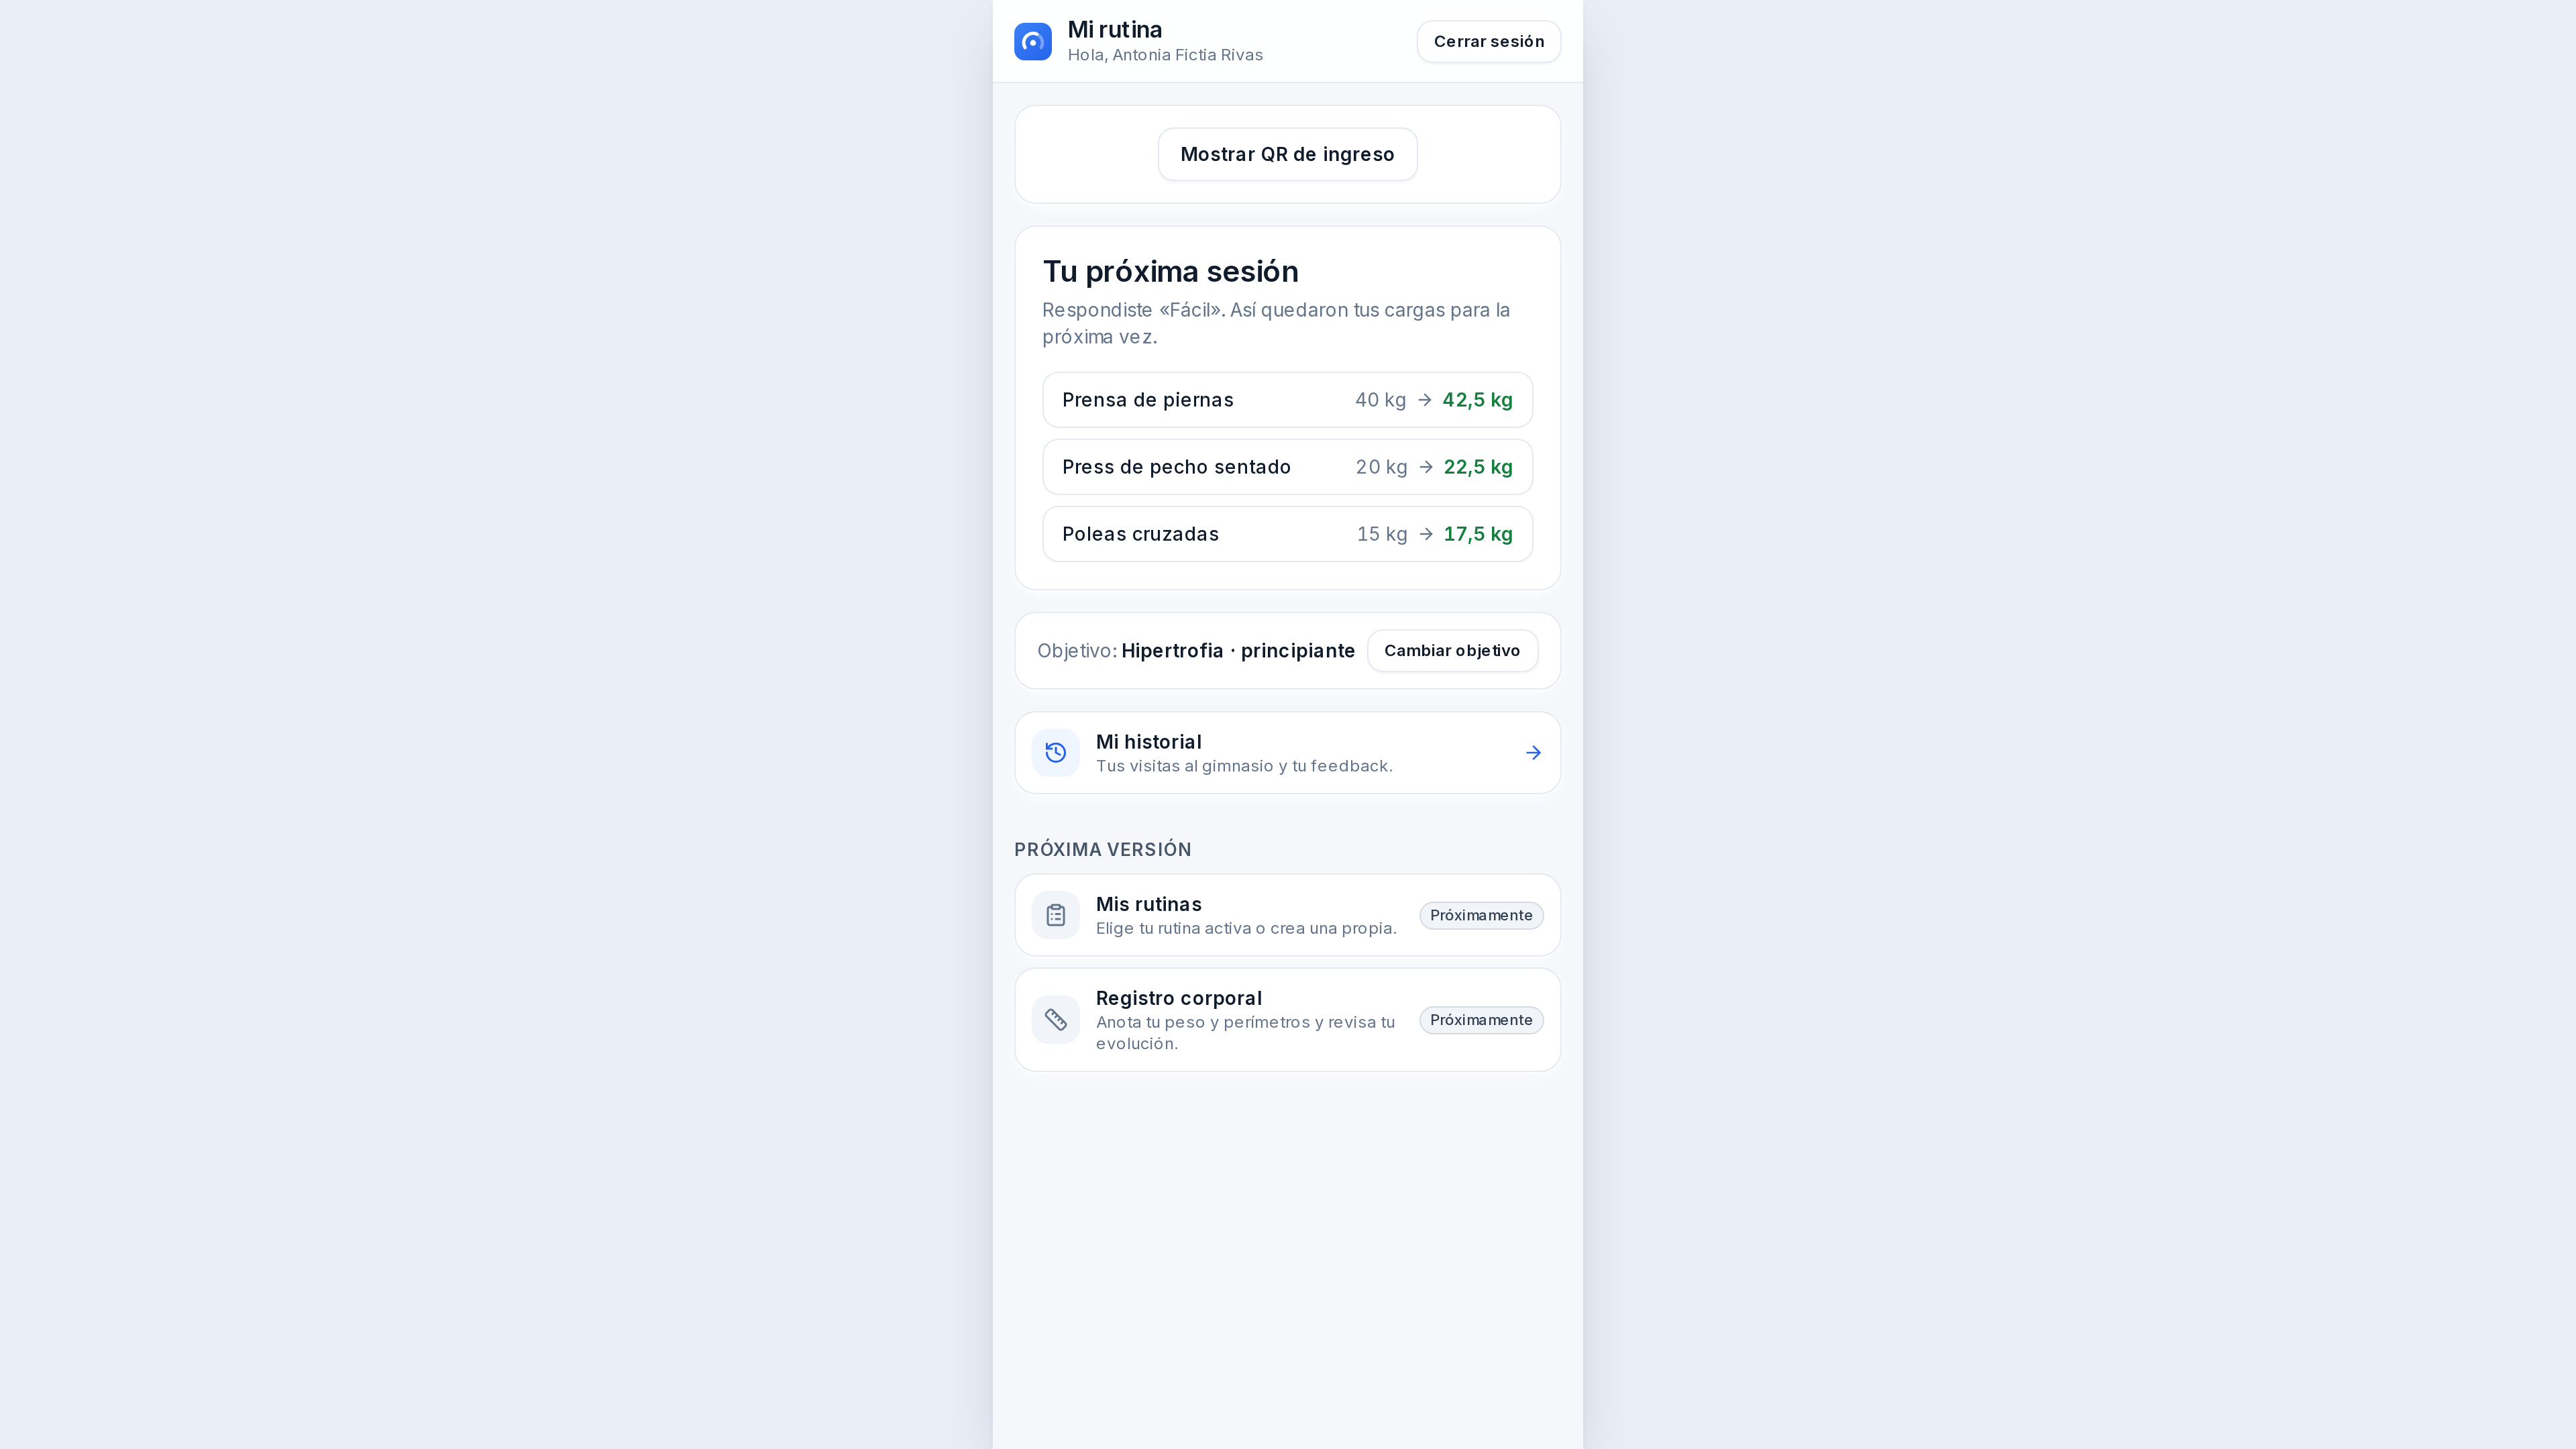 Mi rutina
Hola, Antonia Fictia Rivas
Cerrar sesión
Mostrar QR de ingreso
Tu próxima sesión
Respondiste «Fácil». Así quedaron tus cargas para la
próxima vez.
Prensa de piernas 40 kg → 42,5 kg
Press de pecho sentado 20 kg → 22,5 kg
Poleas cruzadas 15 kg → 17,5 kg
Objetivo: Hipertrofia · principiante Cambiar objetivo
Mi historial
Tus visitas al gimnasio y tu feedback.
PRÓXIMA VERSIÓN
Mis rutinas
Elige tu rutina activa o crea una propia.
Próximamente
Registro corporal
Anota tu peso y perímetros y revisa tu
evolución.
Próximamente